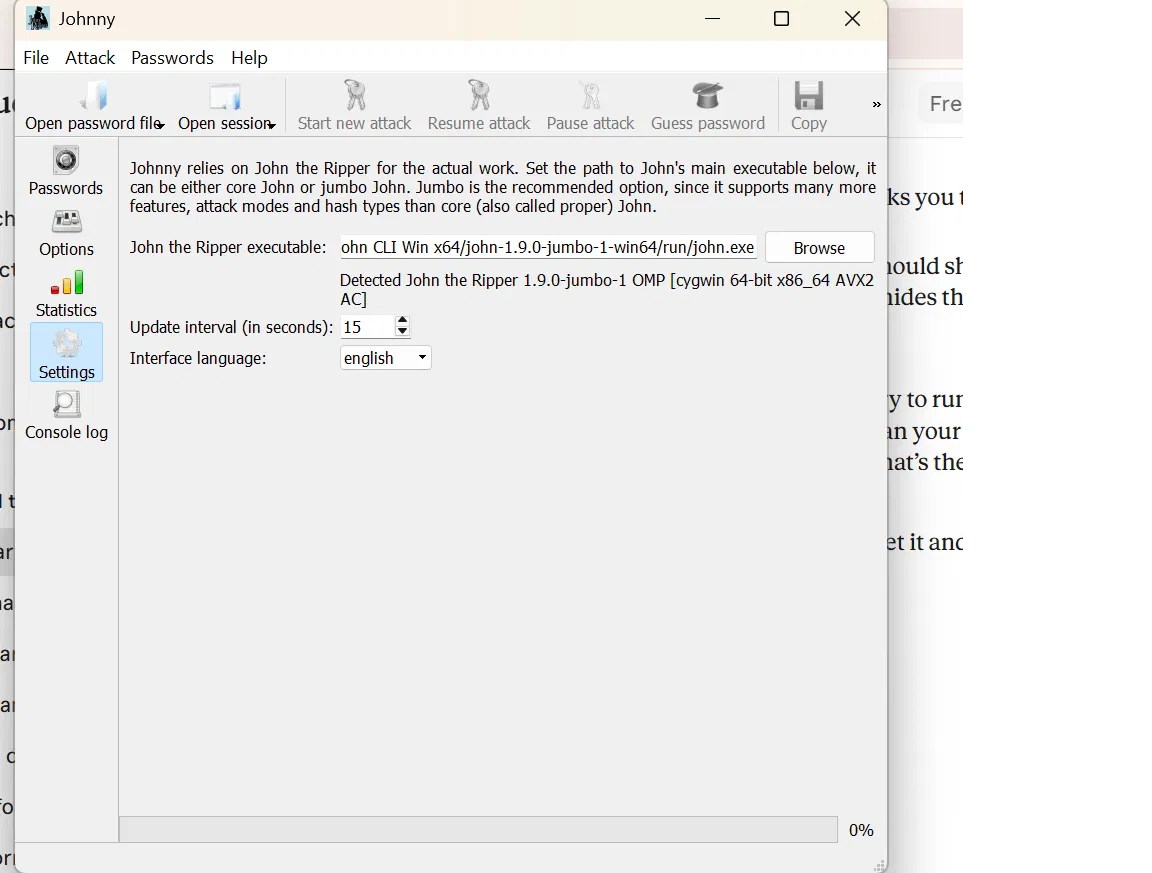 Johnny
File Attack Passwords Help
Open password file Open session Start new attack Resume attack Pause attack Guess password Copy »
Passwords
Options
Statistics
Settings
Console log
Johnny relies on John the Ripper for the actual work. Set the path to John's main executable below, it
can be either core John or jumbo John. Jumbo is the recommended option, since it supports many more
features, attack modes and hash types than core (also called proper) John.
John the Ripper executable: ohn CLI Win x64/john-1.9.0-jumbo-1-win64/run/john.exe Browse
Detected John the Ripper 1.9.0-jumbo-1 OMP [cygwin 64-bit x86_64 AVX2
AC]
Update interval (in seconds): 15
Interface language: english
0%
Fre
ks you t
nould sh
nides th
y to run
an your
nat's the
et it and